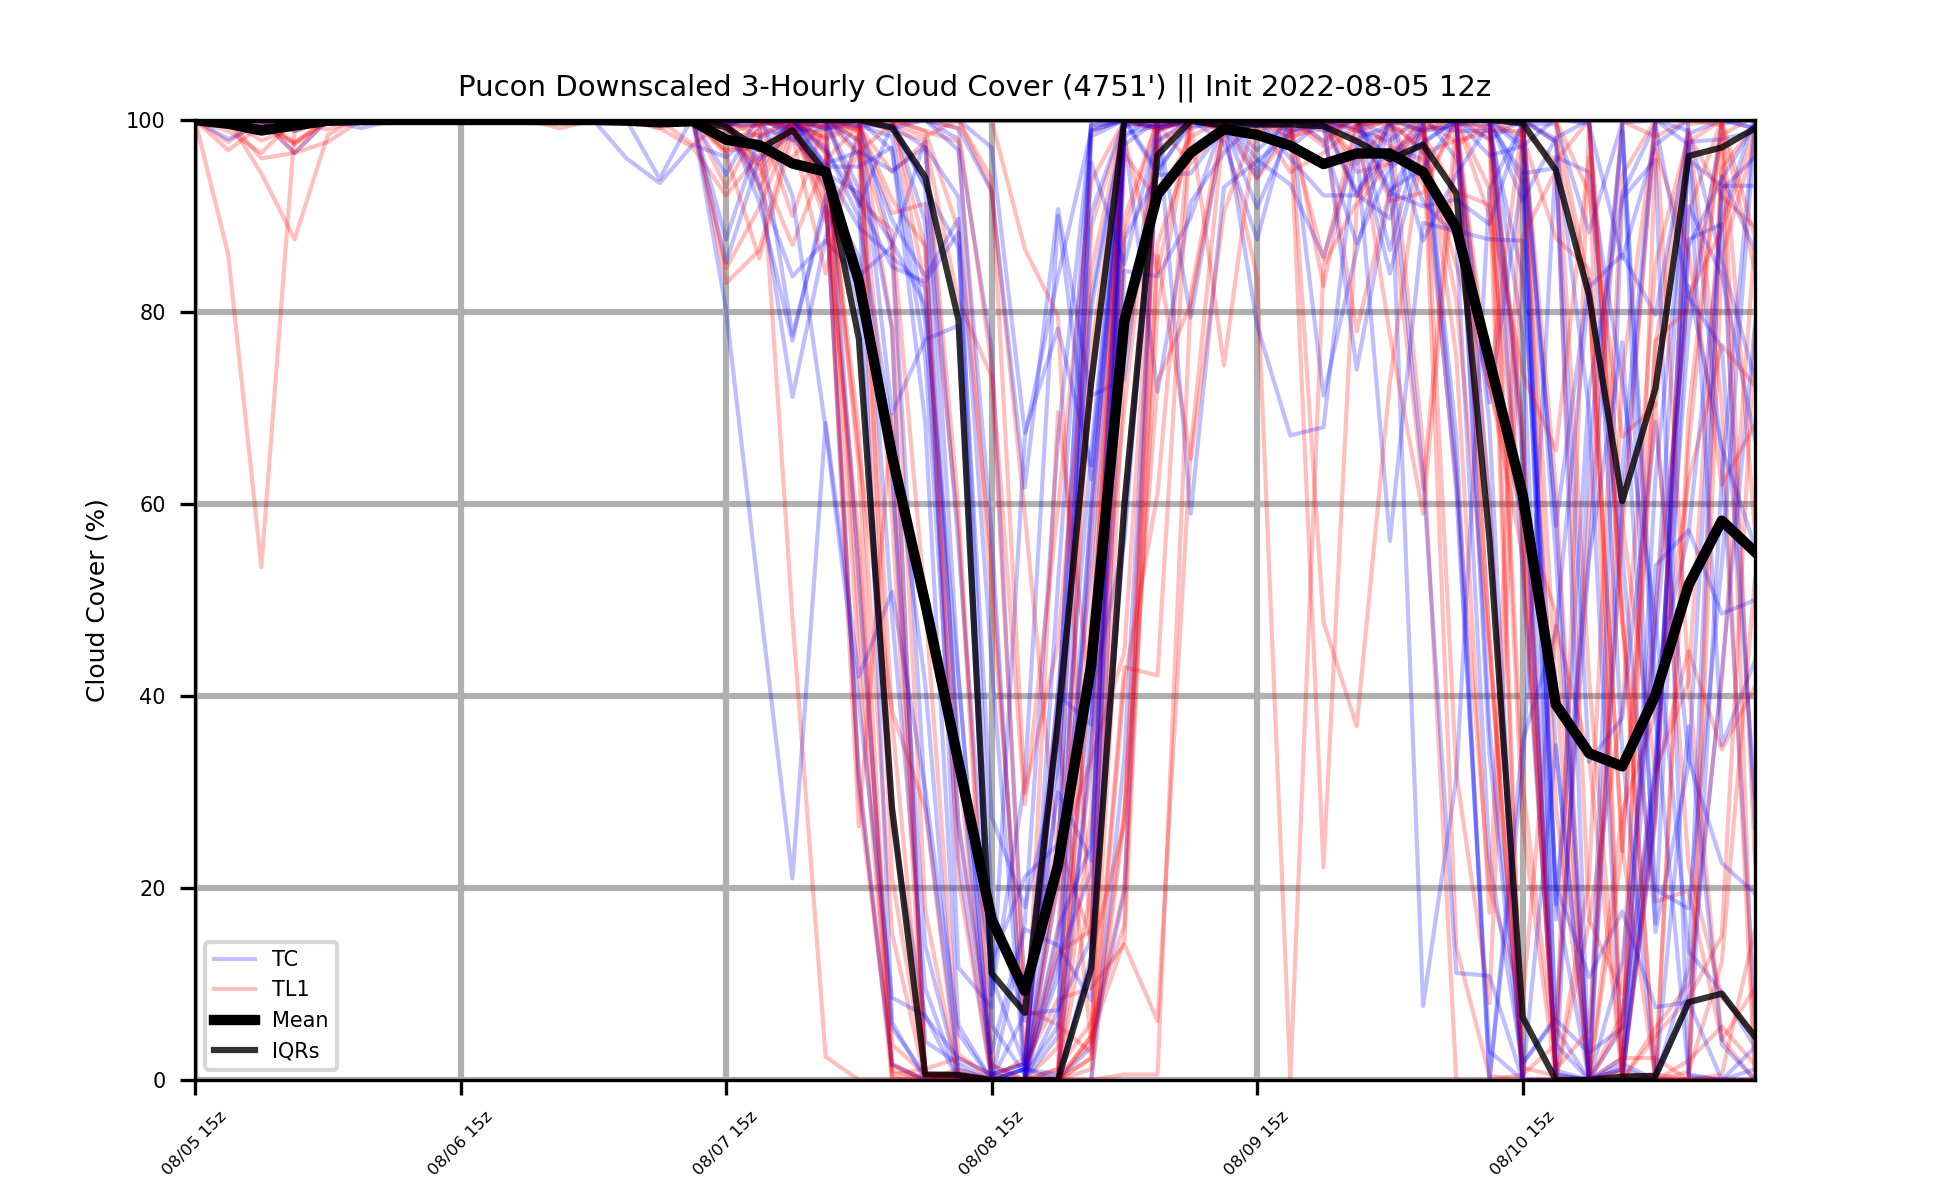 Pucon Downscaled 3-Hourly Cloud Cover (4751') || Init 2022-08-05 12z
Cloud Cover (%)
100
80
60
40
20
0
TC
TL1
Mean
IQRs
08/05 15z
08/06 15z
08/07 15z
08/08 15z
08/09 15z
08/10 15z